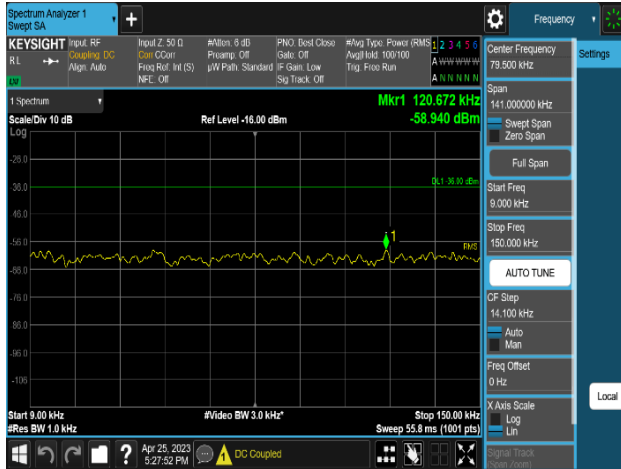 Spectrum Analyzer 1
Swept SA
Frequency
KEYSIGHT
RL
Input: RF
Coupling: DC
Align: Auto
Input Z: 50 Ω
Corr CCorr
Freq Ref: Int (S)
NFE: Off
#Atten: 6 dB
Preamp: Off
µW Path: Standard
PNO: Best Close
Gate: Off
IF Gain: Low
Sig Track: Off
#Avg Type: Power (RMS
Avg|Hold: 100/100
Trig: Free Run
1 2 3 4 5 6
A W W W W W
A N N N N N
1 Spectrum
Scale/Div 10 dB
Log
Ref Level -16.00 dBm
Mkr1 120.672 kHz
-58.940 dBm
DL1 -36.00 dBm
1
RMS
-26.0
-36.0
-46.0
-56.0
-66.0
-76.0
-86.0
-96.0
-106
Start 9.00 kHz
#Res BW 1.0 kHz
#Video BW 3.0 kHz*
Stop 150.00 kHz
Sweep 55.8 ms (1001 pts)
Center Frequency
79.500 kHz
Settings
Span
141.000000 kHz
Swept Span
Zero Span
Full Span
Start Freq
9.000 kHz
Stop Freq
150.000 kHz
AUTO TUNE
CF Step
14.100 kHz
Auto
Man
Freq Offset
0 Hz
Local
X Axis Scale
Log
Lin
Signal Track
(Span Zoom)
?
Apr 25, 2023
5:27:52 PM
DC Coupled